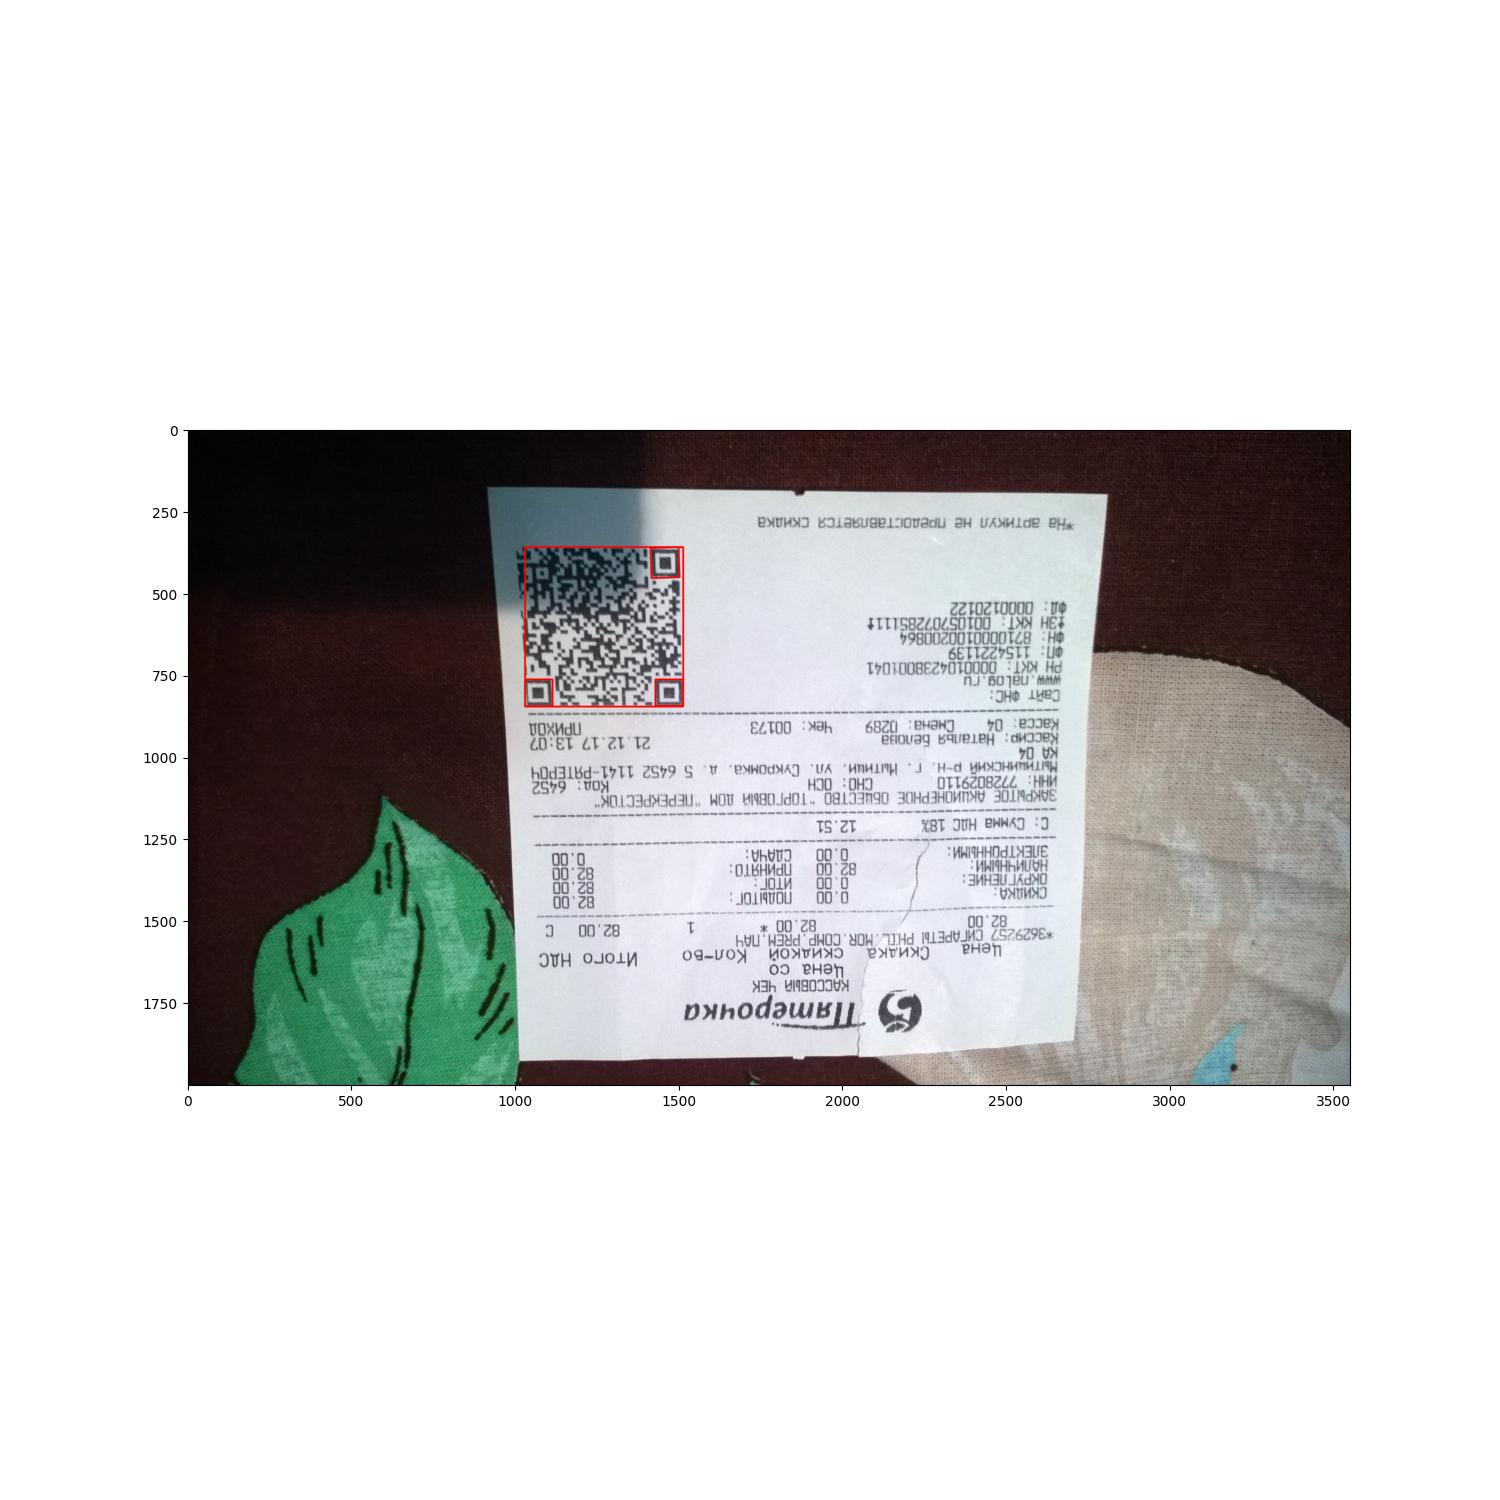 Пятерочка
КАССОВЫЙ ЧЕК
Цена со
Цена Скидка скидкой Кол-во Итого НДС
*3629257 СИГАРЕТЫ PHIL.MOR.COMP.PREM.ПАЧ
82.00 82.00 * 1 82.00 С
СКИДКА: 0.00 ПОДЫТОГ: 82.00
ОКРУГЛЕНИЕ: 0.00 ИТОГ: 82.00
НАЛИЧНЫМИ: 82.00 ПРИНЯТО: 82.00
ЭЛЕКТРОННЫМИ: 0.00 СДАЧА: 0.00
С: Сумма НДС 18% 12.51
ЗАКРЫТОЕ АКЦИОНЕРНОЕ ОБЩЕСТВО "ТОРГОВЫЙ ДОМ "ПЕРЕКРЕСТОК"
ИНН: 7728029110 СНО: ОСН Код: 6452
Мытищинский р-н, г. Мытищи, ул. Сукромка, д. 5 6452 1141-PЯTEPOЧ
КА 04
Кассир: Наталья Белова 21.12.17 13:07
Касса: 04 Смена: 0289 Чек: 00173 ПРИХОД
Сайт ФНС:
www.nalog.ru
РН ККТ: 0000104238001041
ФП: 1154221139
ФН: 8710000100200864
ЗН ККТ:
ФД: 0000120122
*На артикул не предоставляется скидка
0
250
500
750
1000
1250
1500
1750
0 500 1000 1500 2000 2500 3000 3500